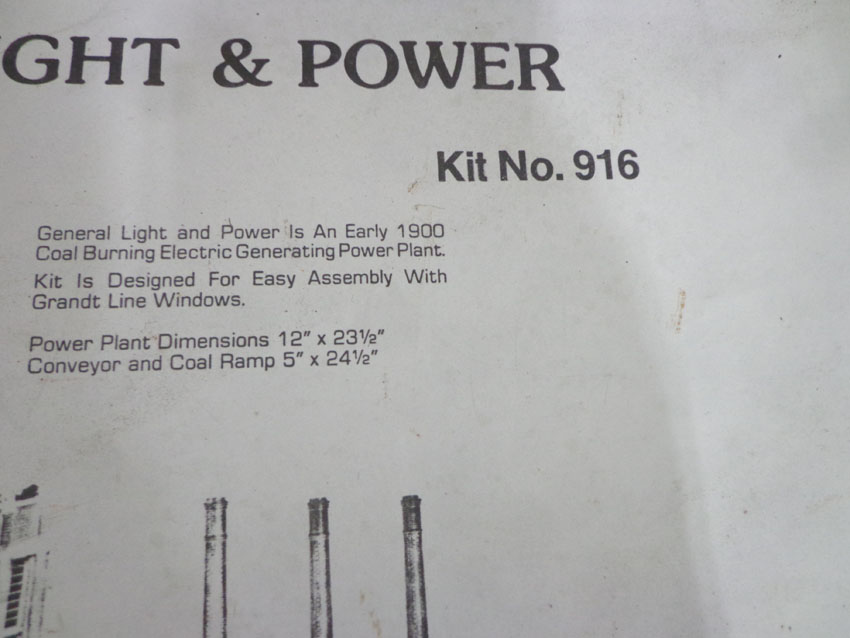 IGHT & POWER
Kit No. 916
General Light and Power Is An Early 1900
Coal Burning Electric Generating Power Plant.
Kit Is Designed For Easy Assembly With
Grandt Line Windows.
Power Plant Dimensions 12" x 23½"
Conveyor and Coal Ramp 5" x 24½"